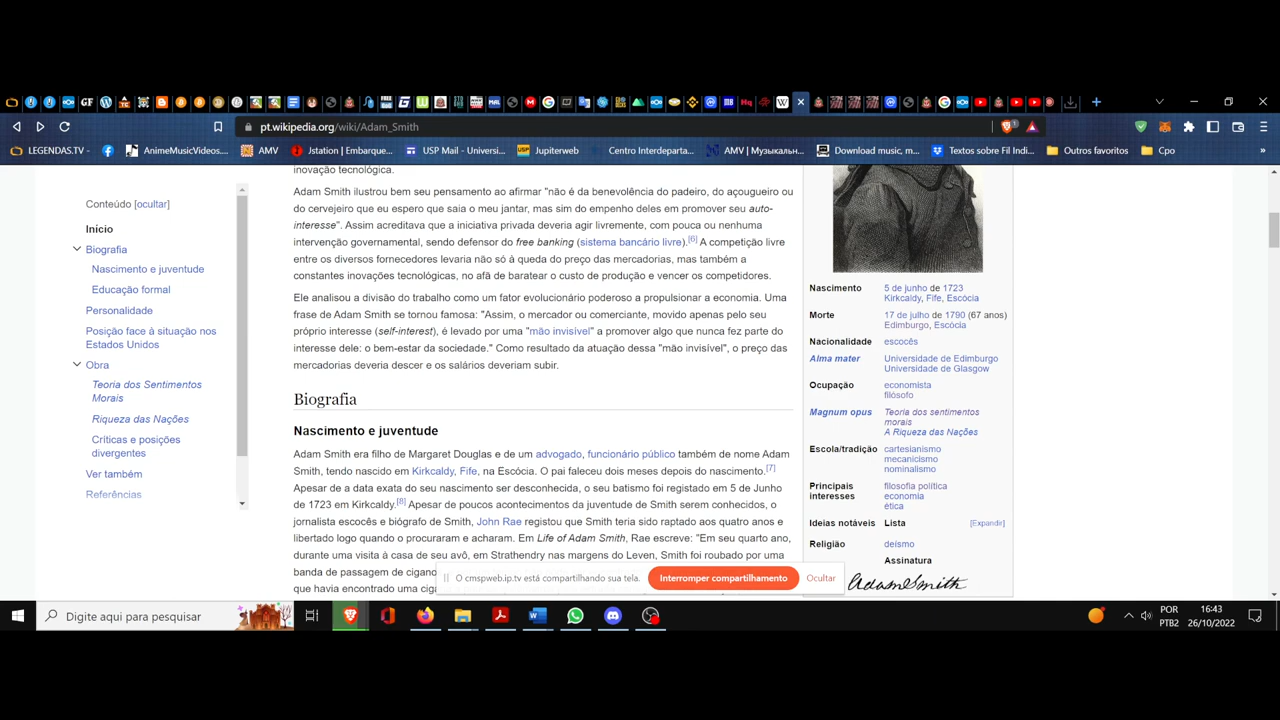 pt.wikipedia.org/wiki/Adam_Smith
LEGENDAS.TV -
AnimeMusicVideos....
AMV
Jstation | Embarque...
USP Mail - Universi...
Jupiterweb
Centro Interdeparta...
AMV | Музыкальн...
Download music, m...
Textos sobre Fil Indi...
Outros favoritos
Cpo
»
Conteúdo [ocultar]
Início
Biografia
Nascimento e juventude
Educação formal
Personalidade
Posição face à situação nos
Estados Unidos
Obra
Teoria dos Sentimentos
Morais
Riqueza das Nações
Críticas e posições
divergentes
Ver também
Referências
inovação tecnológica.
Adam Smith ilustrou bem seu pensamento ao afirmar "não é da benevolência do padeiro, do açougueiro ou
do cervejeiro que eu espero que saia o meu jantar, mas sim do empenho deles em promover seu auto-
interesse". Assim acreditava que a iniciativa privada deveria agir livremente, com pouca ou nenhuma
intervenção governamental, sendo defensor do free banking (sistema bancário livre).[6] A competição livre
entre os diversos fornecedores levaria não só à queda do preço das mercadorias, mas também a
constantes inovações tecnológicas, no afã de baratear o custo de produção e vencer os competidores.
Ele analisou a divisão do trabalho como um fator evolucionário poderoso a propulsionar a economia. Uma
frase de Adam Smith se tornou famosa: "Assim, o mercador ou comerciante, movido apenas pelo seu
próprio interesse (self-interest), é levado por uma "mão invisível" a promover algo que nunca fez parte do
interesse dele: o bem-estar da sociedade." Como resultado da atuação dessa "mão invisível", o preço das
mercadorias deveria descer e os salários deveriam subir.
Biografia
Nascimento e juventude
Adam Smith era filho de Margaret Douglas e de um advogado, funcionário público também de nome Adam
Smith, tendo nascido em Kirkcaldy, Fife, na Escócia. O pai faleceu dois meses depois do nascimento.[7]
Apesar de a data exata do seu nascimento ser desconhecida, o seu batismo foi registado em 5 de Junho
de 1723 em Kirkcaldy.[8] Apesar de poucos acontecimentos da juventude de Smith serem conhecidos, o
jornalista escocês e biógrafo de Smith, John Rae registou que Smith teria sido raptado aos quatro anos e
libertado logo quando o procuraram e acharam. Em Life of Adam Smith, Rae escreve: "Em seu quarto ano,
durante uma visita à casa de seu avô, em Strathendry nas margens do Leven, Smith foi roubado por uma
banda de passagem de cigano
que havia encontrado uma ciga
Nascimento 5 de junho de 1723
Kirkcaldy, Fife, Escócia
Morte 17 de julho de 1790 (67 anos)
Edimburgo, Escócia
Nacionalidade escocês
Alma mater Universidade de Edimburgo
Universidade de Glasgow
Ocupação economista
filósofo
Magnum opus Teoria dos sentimentos
morais
A Riqueza das Nações
Escola/tradição cartesianismo
mecanicismo
nominalismo
Principais filosofia política
interesses economia
ética
Ideias notáveis Lista [Expandir]
Religião deísmo
Assinatura
Adam Smith
O cmspweb.ip.tv está compartilhando sua tela. Interromper compartilhamento Ocultar
Digite aqui para pesquisar
POR
PTB2
16:43
26/10/2022